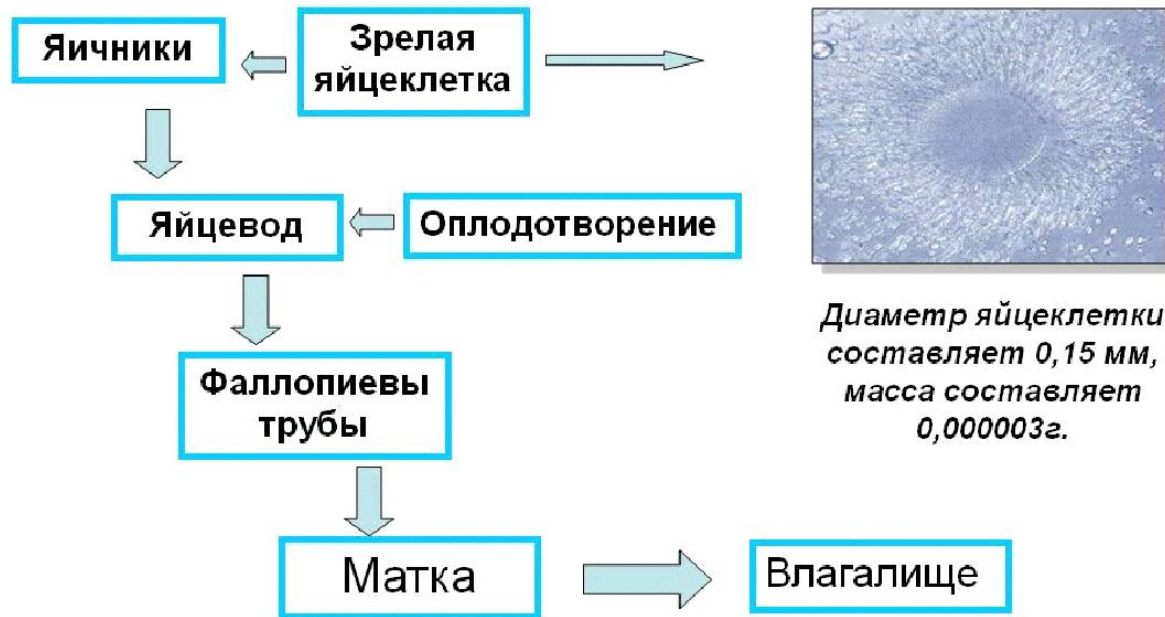 Яичники
Зрелая
яйцеклетка
Яйцевод
Оплодотворение
Фаллопиевы
трубы
Матка
Влагалище
Диаметр яйцеклетки
составляет 0,15 мм,
масса составляет
0,000003г.